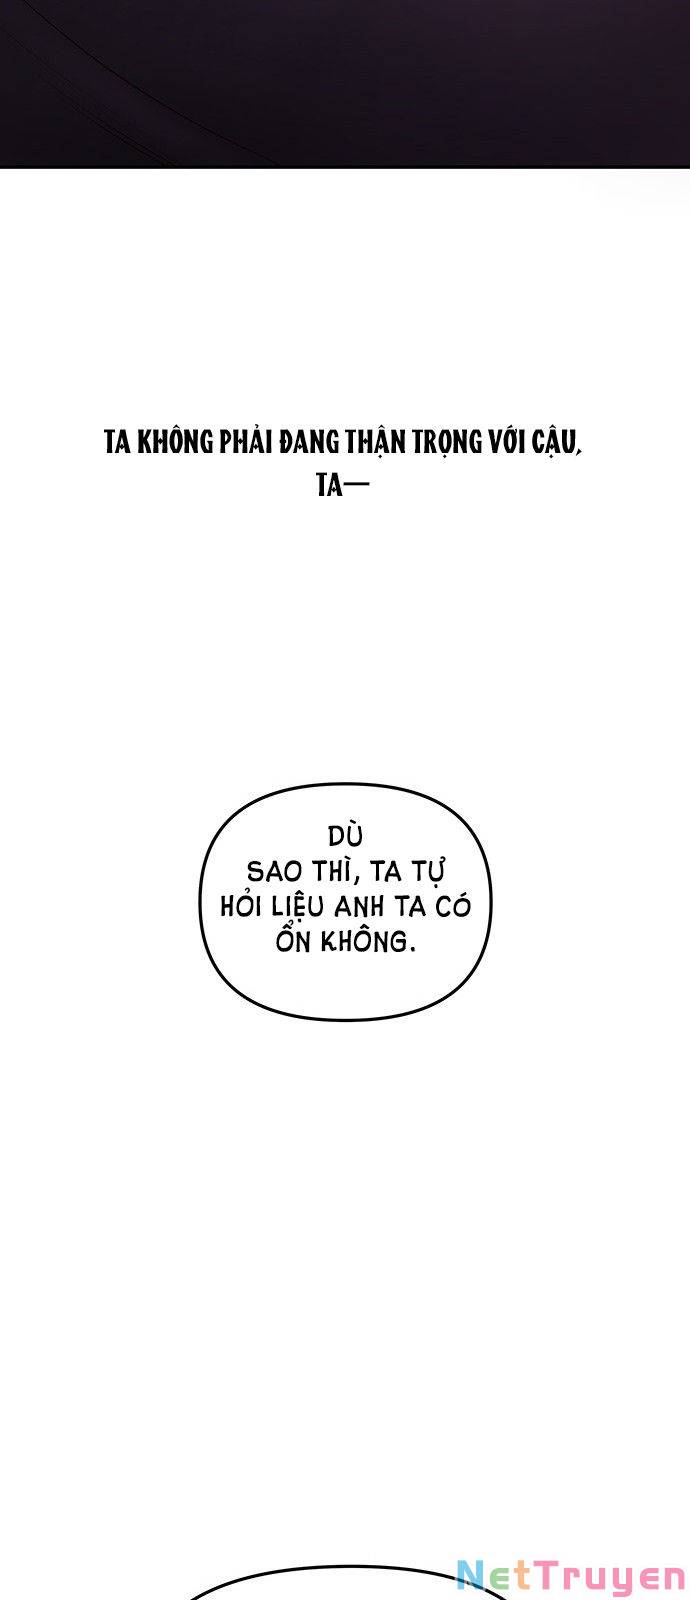 TA KHÔNG PHẢI ĐANG THẬN TRỌNG VỚI CẬU,
TA—
DÙ
SAO THÌ, TA TỰ
HỎI LIỆU ANH TA CÓ
ỔN KHÔNG.
NetTruyen